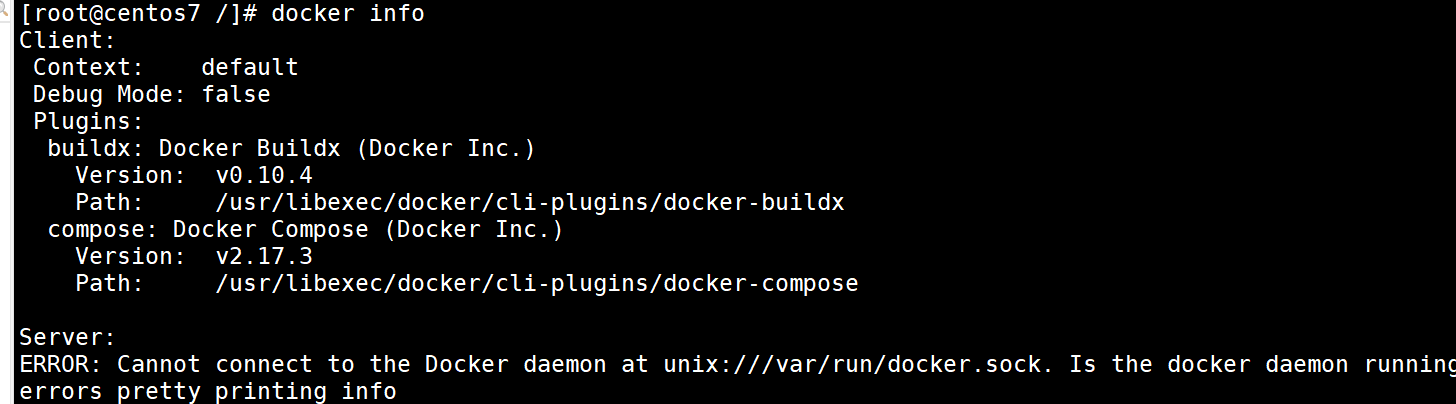 [root@centos7 /]# docker info
Client:
 Context:    default
 Debug Mode: false
 Plugins:
  buildx: Docker Buildx (Docker Inc.)
    Version:  v0.10.4
    Path:     /usr/libexec/docker/cli-plugins/docker-buildx
  compose: Docker Compose (Docker Inc.)
    Version:  v2.17.3
    Path:     /usr/libexec/docker/cli-plugins/docker-compose

Server:
ERROR: Cannot connect to the Docker daemon at unix:///var/run/docker.sock. Is the docker daemon running
errors pretty printing info